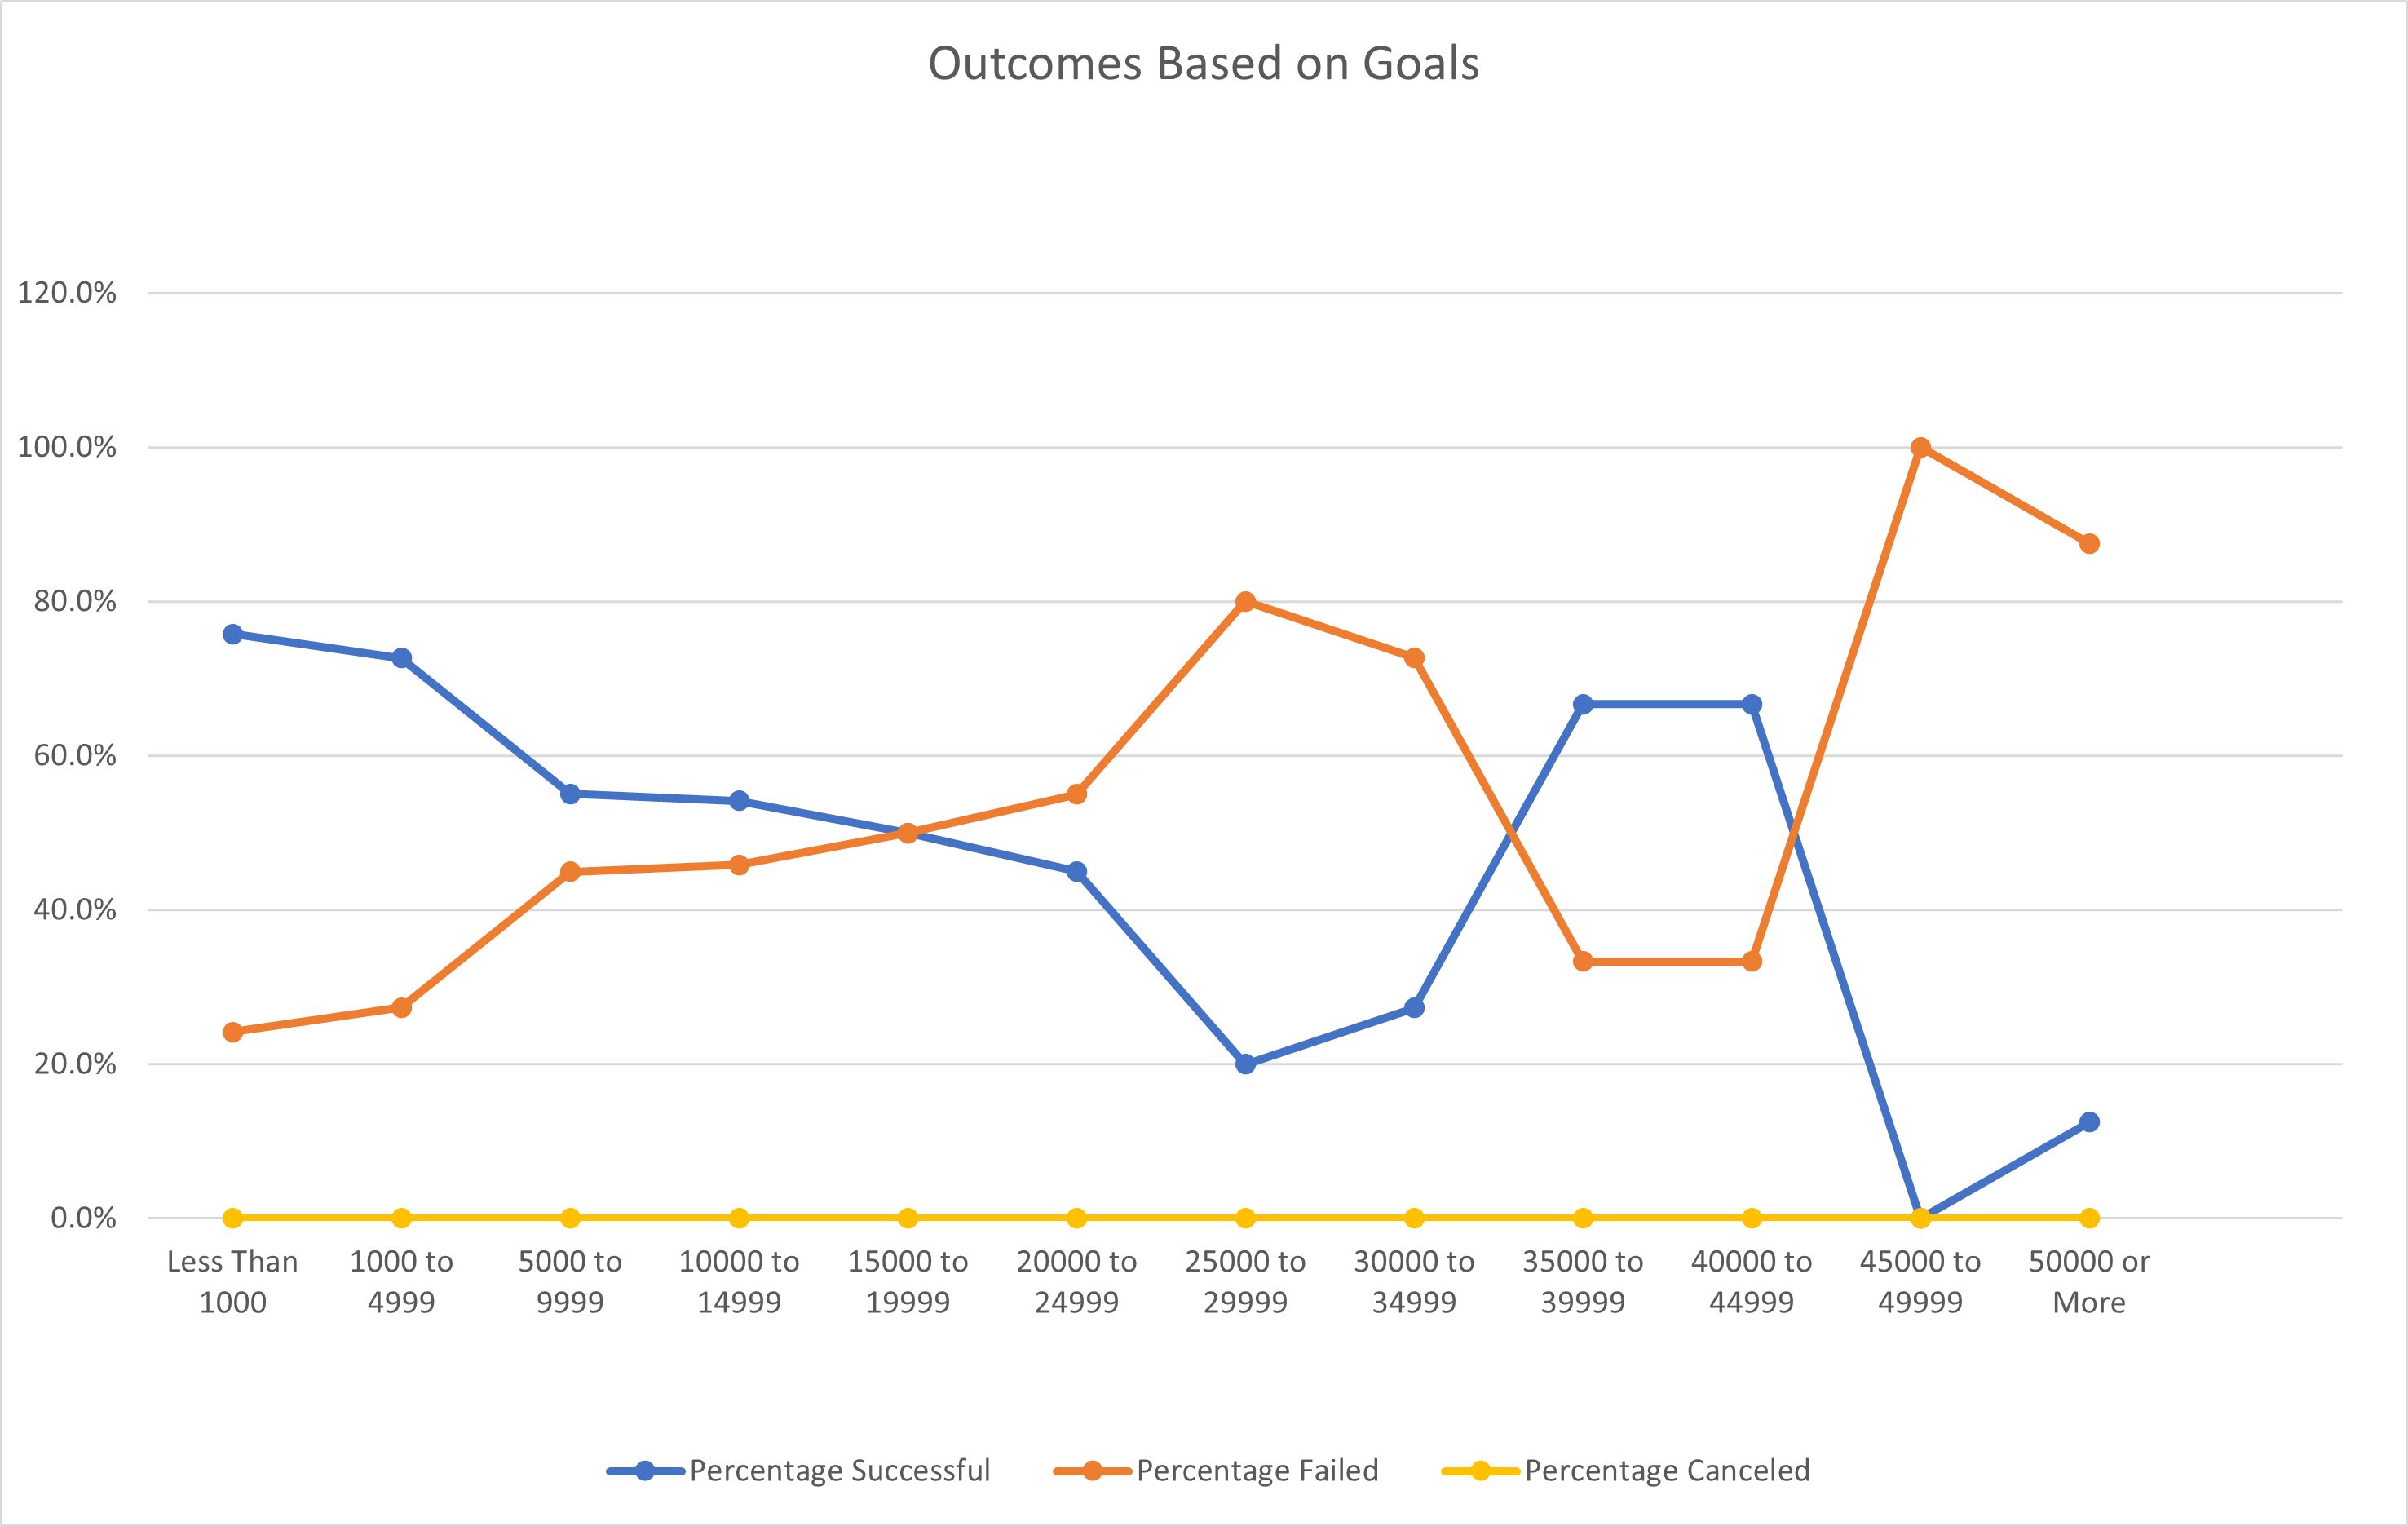 Outcomes Based on Goals
120.0%
100.0%
80.0%
60.0%
40.0%
20.0%
0.0%
Less Than 1000 to 5000 to 10000 to 15000 to 20000 to 25000 to 30000 to 35000 to 40000 to 45000 to 50000 or
1000 4999 9999 14999 19999 24999 29999 34999 39999 44999 49999 More
Percentage Successful Percentage Failed Percentage Canceled